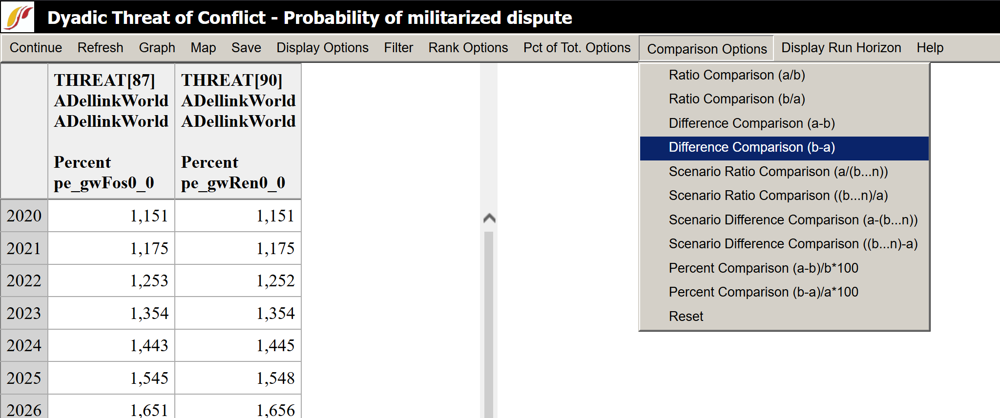 Dyadic Threat of Conflict - Probability of militarized dispute
Continue Refresh Graph Map Save Display Options Filter Rank Options Pct of Tot. Options Comparison Options Display Run Horizon Help
THREAT[87] THREAT[90]
ADellinkWorld ADellinkWorld
ADellinkWorld ADellinkWorld
Percent Percent
pe_gwFos0_0 pe_gwRen0_0
2020 1,151 1,151
2021 1,175 1,175
2022 1,253 1,252
2023 1,354 1,354
2024 1,443 1,445
2025 1,545 1,548
2026 1,651 1,656
Ratio Comparison (a/b)
Ratio Comparison (b/a)
Difference Comparison (a-b)
Difference Comparison (b-a)
Scenario Ratio Comparison (a/(b...n))
Scenario Ratio Comparison ((b...n)/a)
Scenario Difference Comparison (a-(b...n))
Scenario Difference Comparison ((b...n)-a)
Percent Comparison (a-b)/b*100
Percent Comparison (b-a)/a*100
Reset